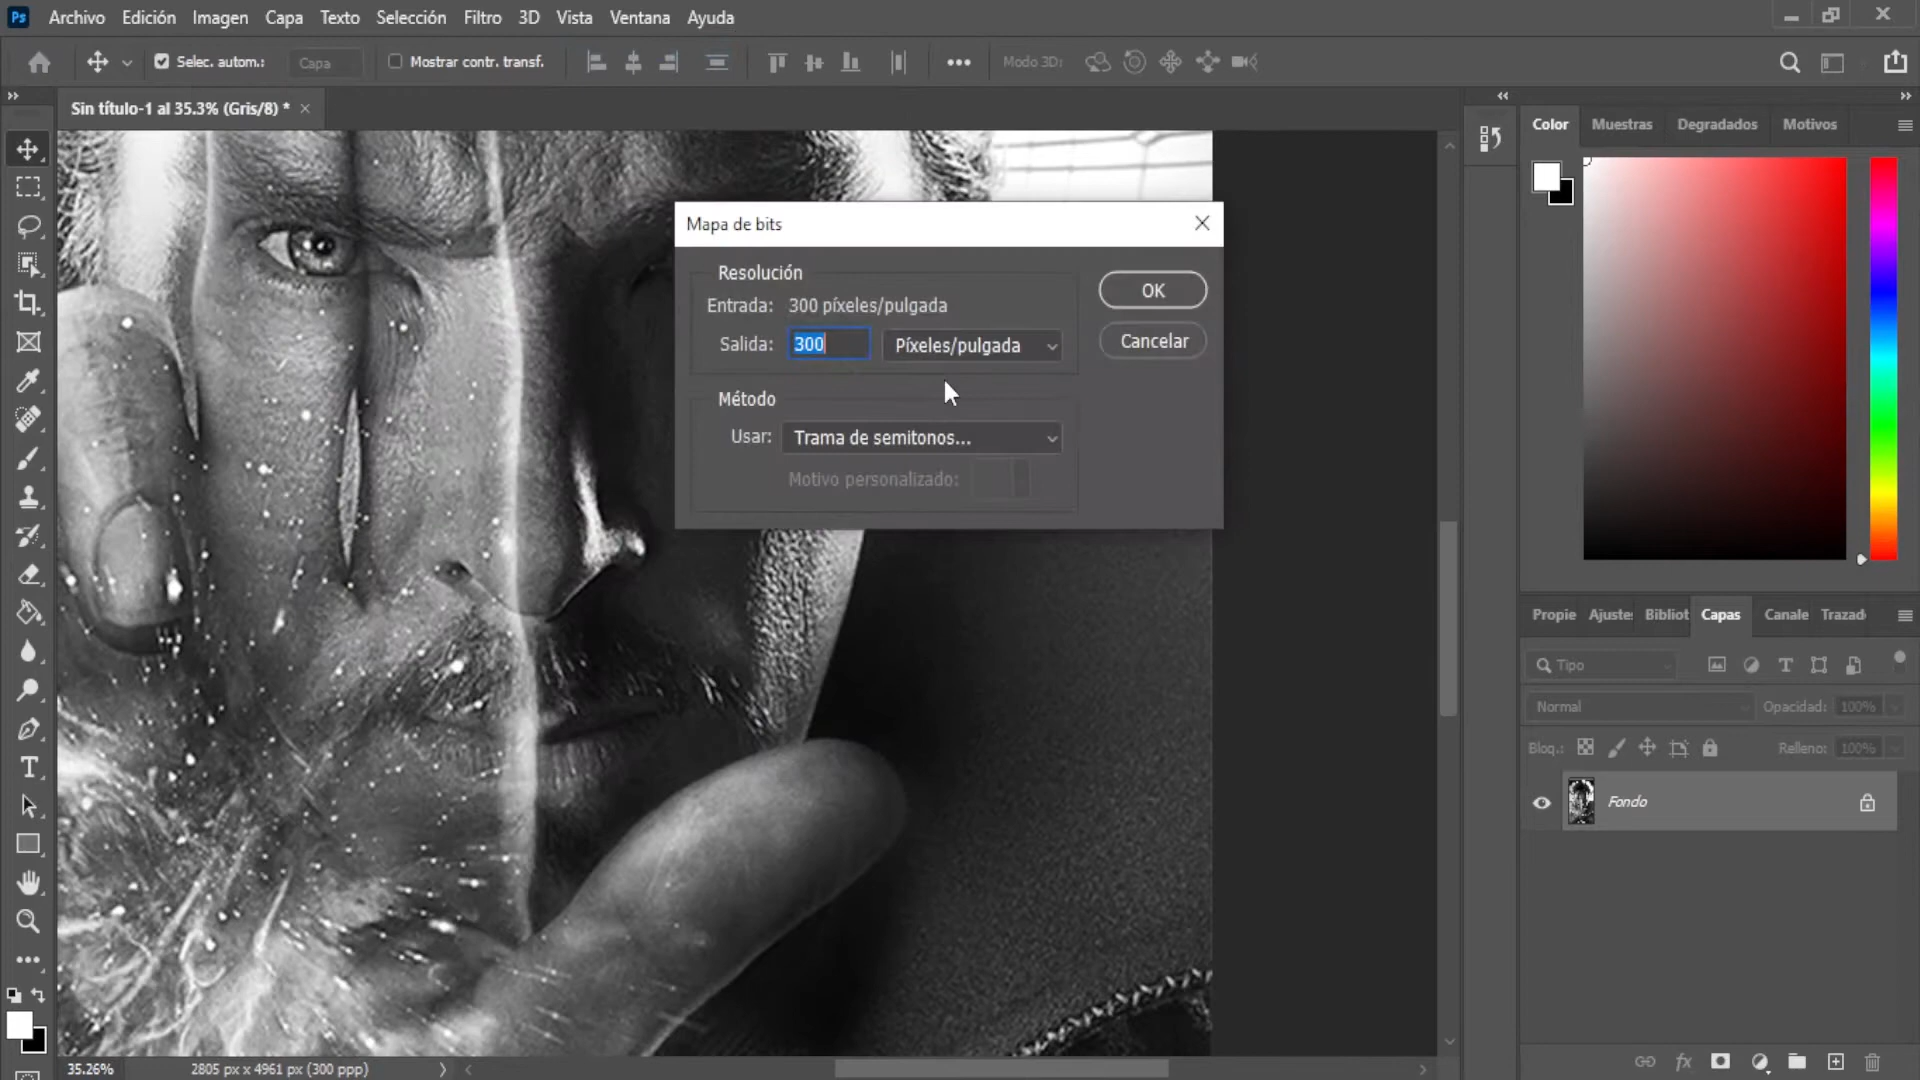 Ps Archivo Edición Imagen Capa Texto Selección Filtro 3D Vista Ventana Ayuda
Selec. autom.: Capa Mostrar contr. transf. Modo 3D:
Sin título-1 al 35.3% (Gris/8) *
Color Muestras Degradados Motivos
Mapa de bits
Resolución
Entrada: 300 píxeles/pulgada
OK
Salida: 300 Píxeles/pulgada
Cancelar
Método
Usar: Trama de semitonos...
Motivo personalizado:
Propie Ajuste Bibliot Capas Canale Trazad
Tipo
Normal Opacidad: 100%
Bloq.: Relleno: 100%
Fondo
fx
35.26% 2805 px x 4961 px (300 ppp)